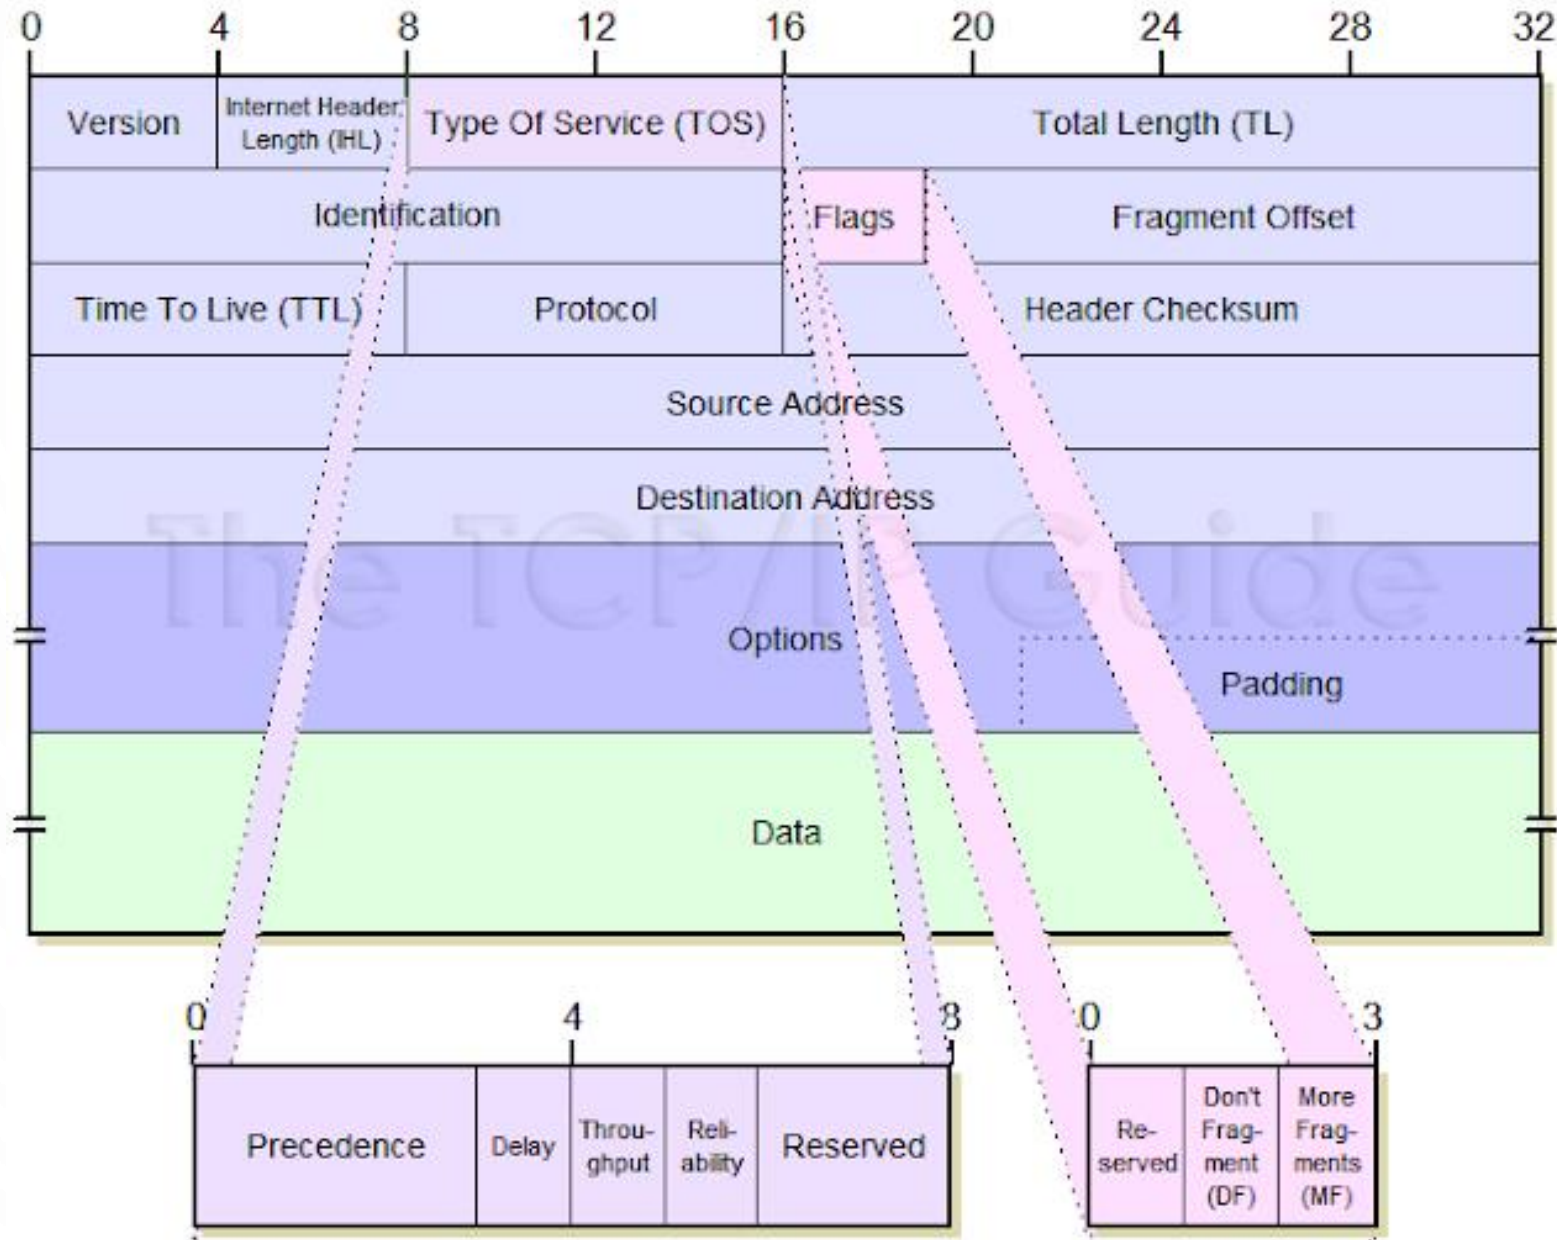 0 4 8 12 16 20 24 28 32
Version
Internet Header
Length (IHL)
Type Of Service (TOS)
Total Length (TL)
Identification
Flags
Fragment Offset
Time To Live (TTL)
Protocol
Header Checksum
Source Address
Destination Address
The TCP/IP Guide
Options
Padding
Data
0 4 8
0 3
Precedence
Delay
Throu-
ghput
Reli-
ability
Reserved
Re-
served
Don't
Frag-
ment
(DF)
More
Frag-
ments
(MF)